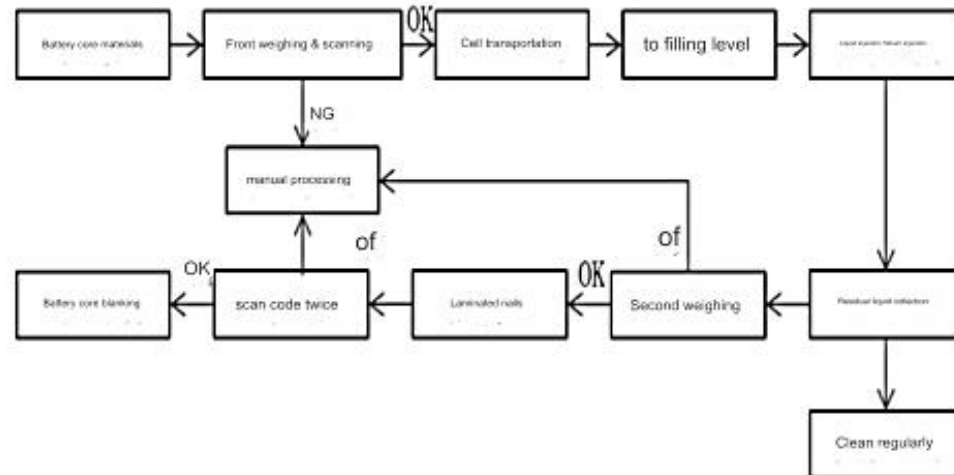 OK
Battery core materials
Front weighing & scanning
Cell transportation
to filling level
NG
manual processing
of
of
OK
OK
Battery core blanking
scan code twice
Laminated nails
Second weighing
Residual liquid collection
Clean regularly